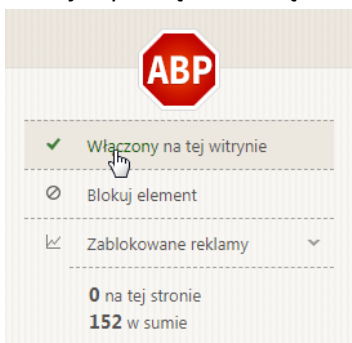 ABP
Włączony na tej witrynie
Blokuj element
Zablokowane reklamy
0 na tej stronie
152 w sumie